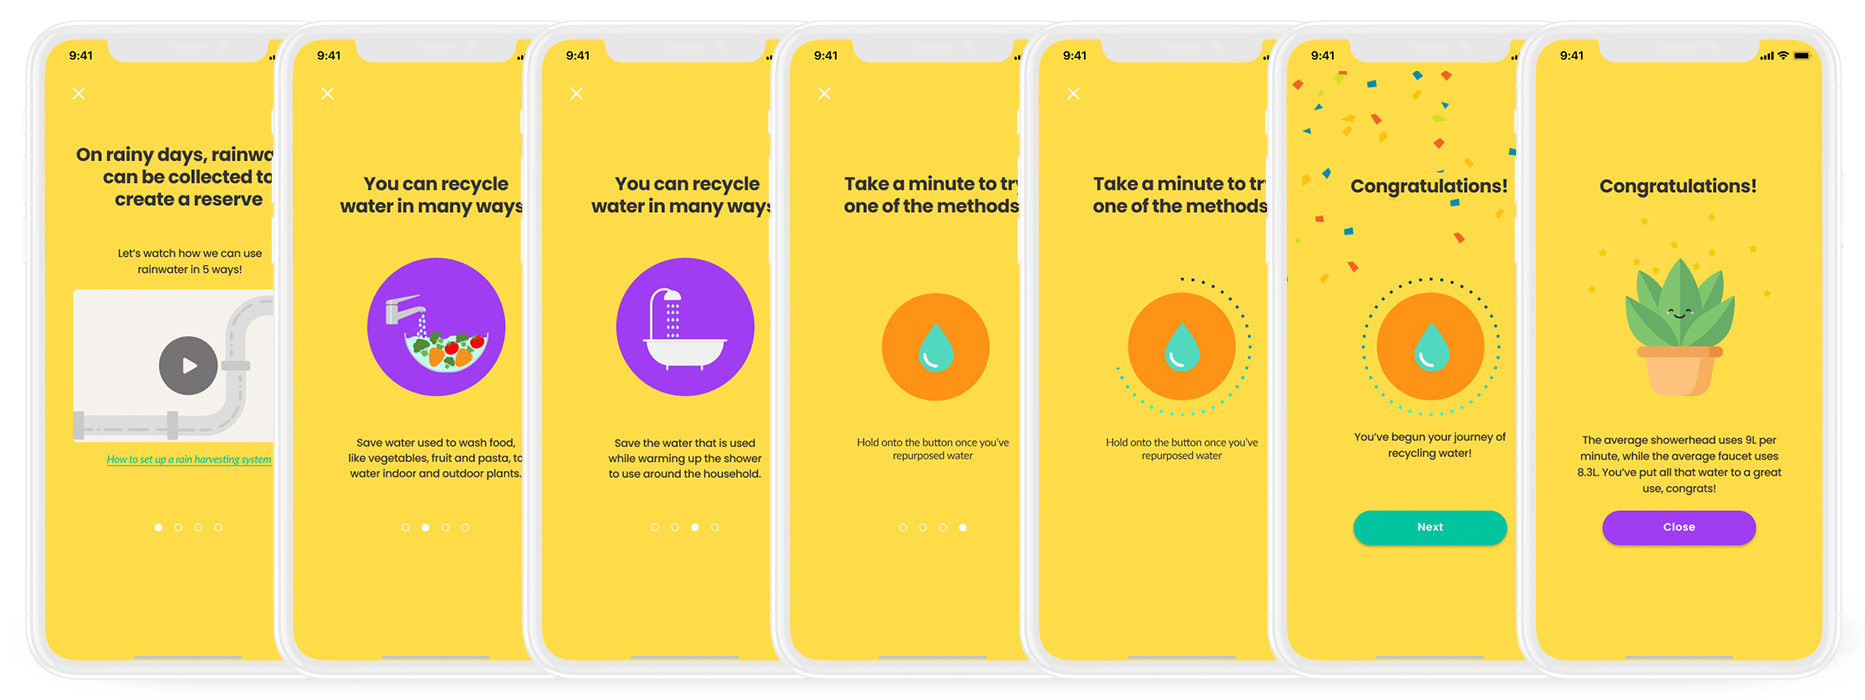 9:41
On rainy days, rainwa
can be collected to
create a reserve
Let's watch how we can use
rainwater in 5 ways!
How to set up a rain harvesting system
9:41
You can recycle
water in many ways
Save water used to wash food,
like vegetables, fruit and pasta, to
water indoor and outdoor plants.
9:41
You can recycle
water in many ways
Save the water that is used
while warming up the shower
to use around the household.
9:41
Take a minute to try
one of the methods
Hold onto the button once you've
repurposed water
9:41
Take a minute to tr
one of the methods
Hold onto the button once you've
repurposed water
9:41
Congratulations!
You've begun your journey of
recycling water!
Next
9:41
Congratulations!
The average showerhead uses 9L per
minute, while the average faucet uses
8.3L. You've put all that water to a great
use, congrats!
Close